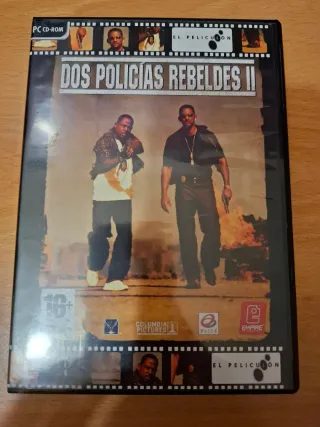 PC CD-ROM
EL PELICULÓN
DOS POLICÍAS REBELDES II
16+
COLUMBIA
PICTURES
EMPIRE
EL PELICULÓN